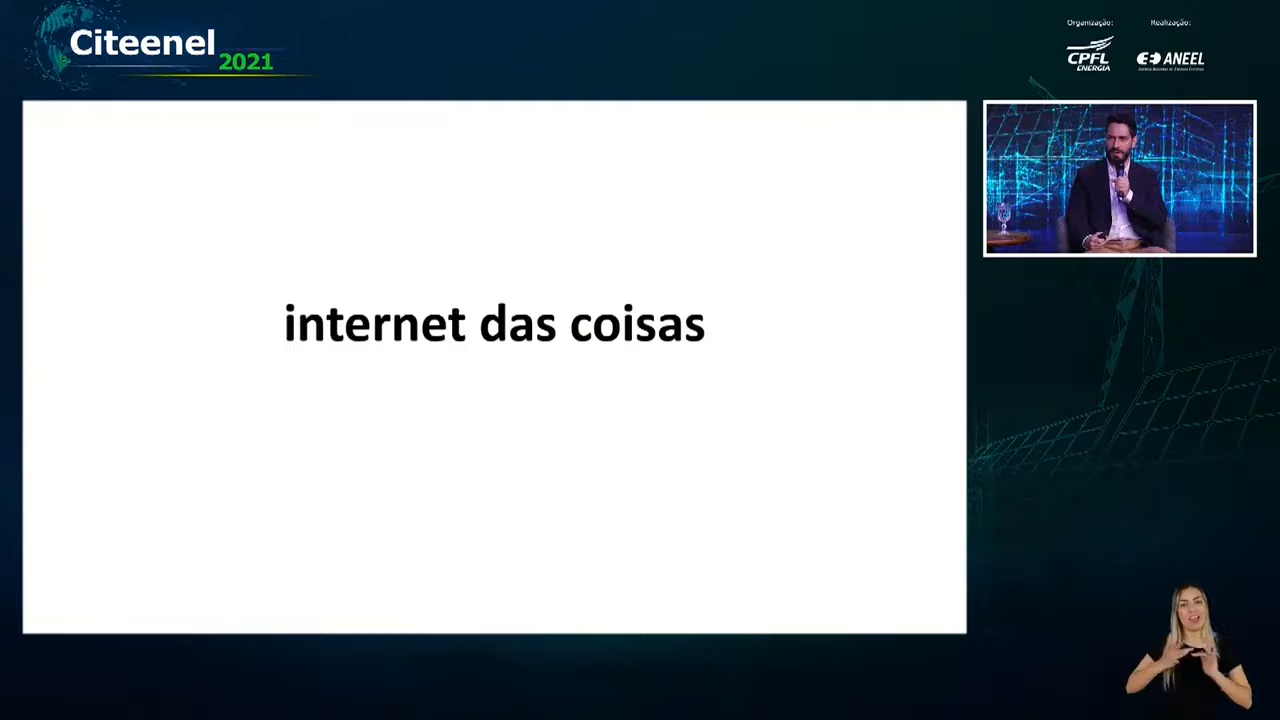 Citeenel
2021
Organização:
Realização:
CPFL
ENERGIA
ANEEL
internet das coisas